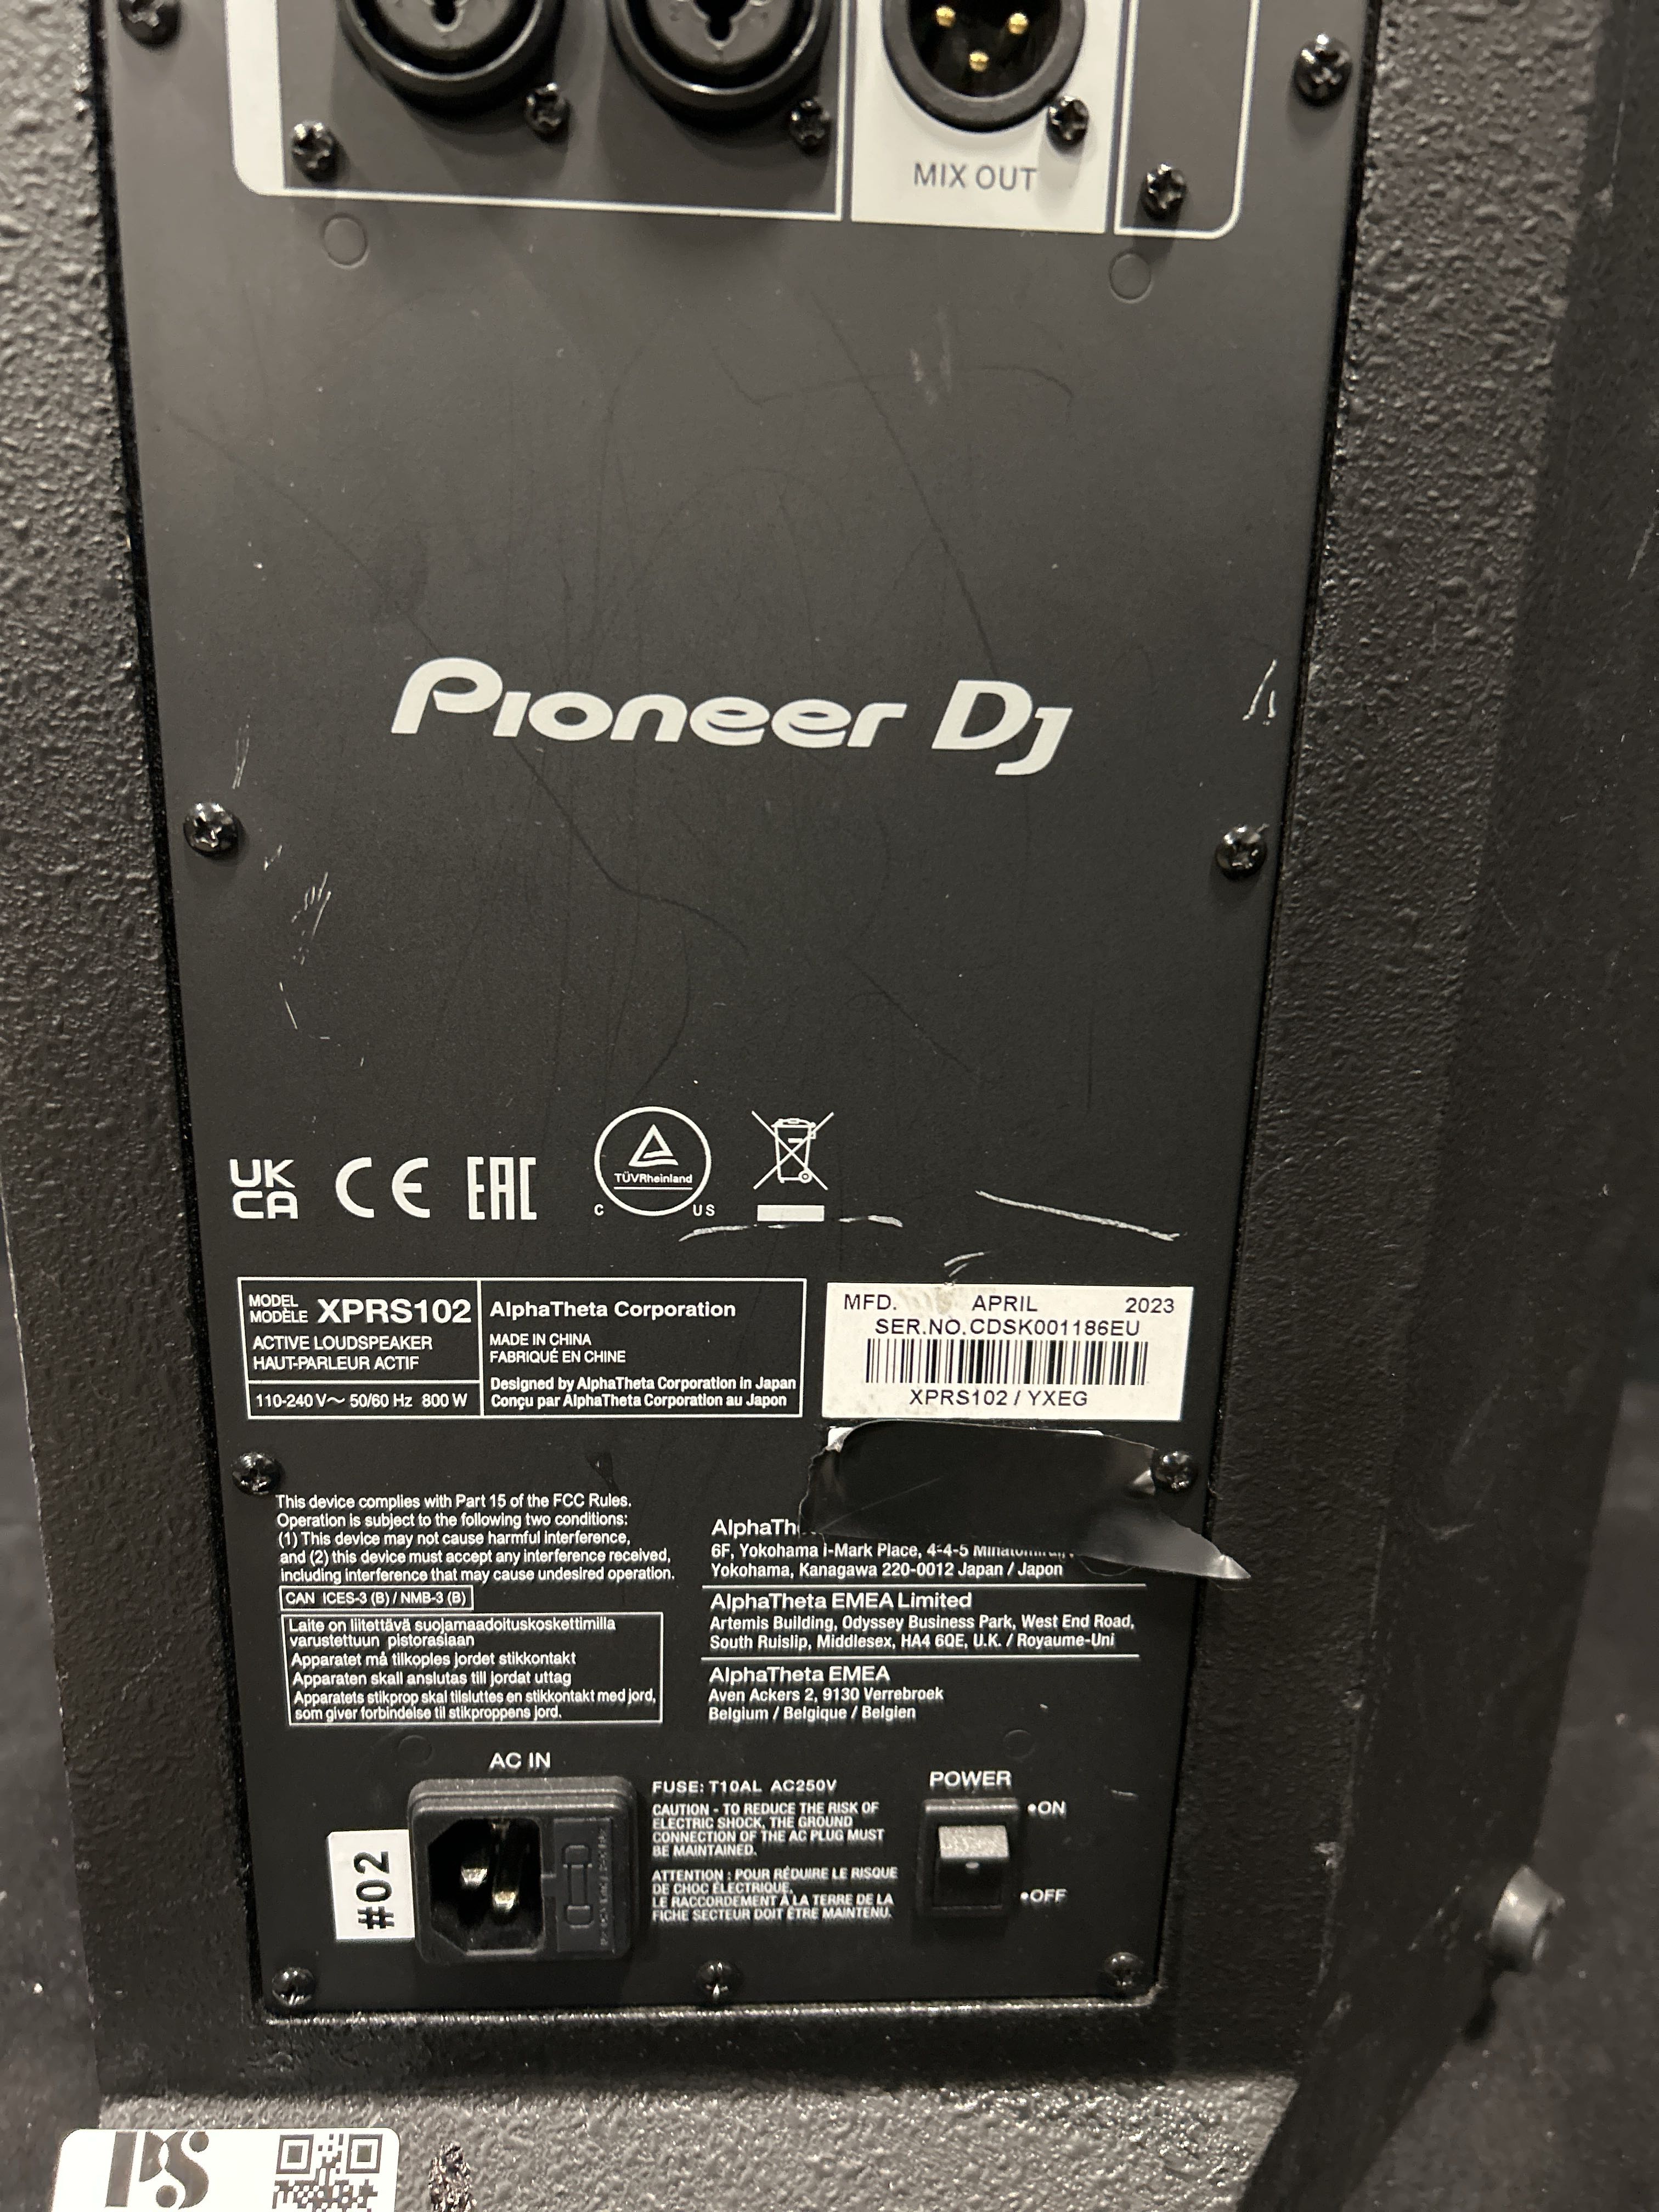 MIX OUT
Pioneer DJ
UK
CA
CE
EAC
TÜVRheinland
C US
MODEL
MODÈLE XPRS102
ACTIVE LOUDSPEAKER
HAUT-PARLEUR ACTIF
110-240 V~ 50/60 Hz 800 W
AlphaTheta Corporation
MADE IN CHINA
FABRIQUÉ EN CHINE
Designed by AlphaTheta Corporation in Japan
Conçu par AlphaTheta Corporation au Japon
MFD. APRIL 2023
SER.NO.CDSK001186EU
XPRS102 / YXEG
This device complies with Part 15 of the FCC Rules.
Operation is subject to the following two conditions:
(1) This device may not cause harmful interference,
and (2) this device must accept any interference received,
including interference that may cause undesired operation.
CAN ICES-3 (B) / NMB-3 (B)
Laite on liitettävä suojamaadoituskoskettimilla
varustettuun pistorasiaan
Apparatet må tilkoples jordet stikkontakt
Apparaten skall anslutas till jordat uttag
Apparatets stikprop skal tilsluttes en stikkontakt med jord,
som giver forbindelse til stikproppens jord.
AlphaTh
6F, Yokohama i-Mark Place, 4-4-5
Yokohama, Kanagawa 220-0012 Japan / Japon
AlphaTheta EMEA Limited
Artemis Building, Odyssey Business Park, West End Road,
South Ruislip, Middlesex, HA4 6QE, U.K. / Royaume-Uni
AlphaTheta EMEA
Aven Ackers 2, 9130 Verrebroek
Belgium / Belgique / Belgien
AC IN
#02
FUSE: T10AL AC250V
CAUTION - TO REDUCE THE RISK OF
ELECTRIC SHOCK, THE GROUND
CONNECTION OF THE AC PLUG MUST
BE MAINTAINED.
ATTENTION : POUR RÉDUIRE LE RISQUE
DE CHOC ÉLECTRIQUE,
LE RACCORDEMENT À LA TERRE DE LA
FICHE SECTEUR DOIT ÊTRE MAINTENU.
POWER
ON
OFF
PS